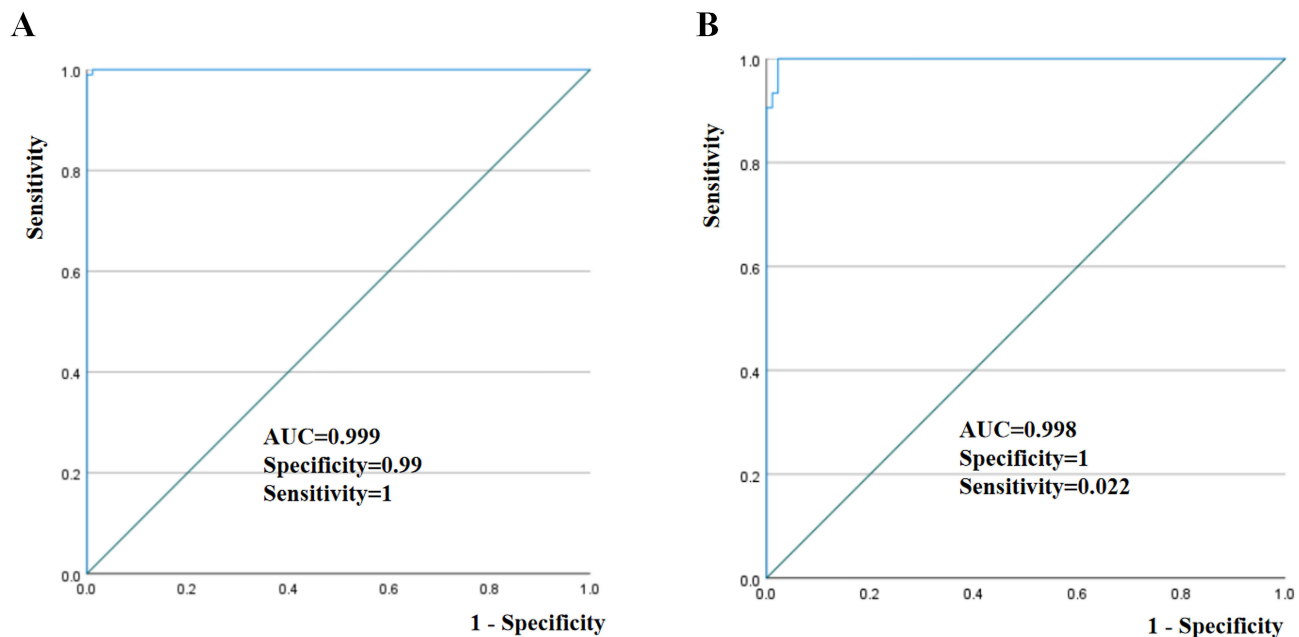 A
Sensitivity
1.0
0.8
0.6
0.4
0.2
0.0
AUC=0.999
Specificity=0.99
Sensitivity=1
0.0 0.2 0.4 0.6 0.8 1.0
1 - Specificity
B
Sensitivity
1.0
0.8
0.6
0.4
0.2
0.0
AUC=0.998
Specificity=1
Sensitivity=0.022
0.0 0.2 0.4 0.6 0.8 1.0
1 - Specificity